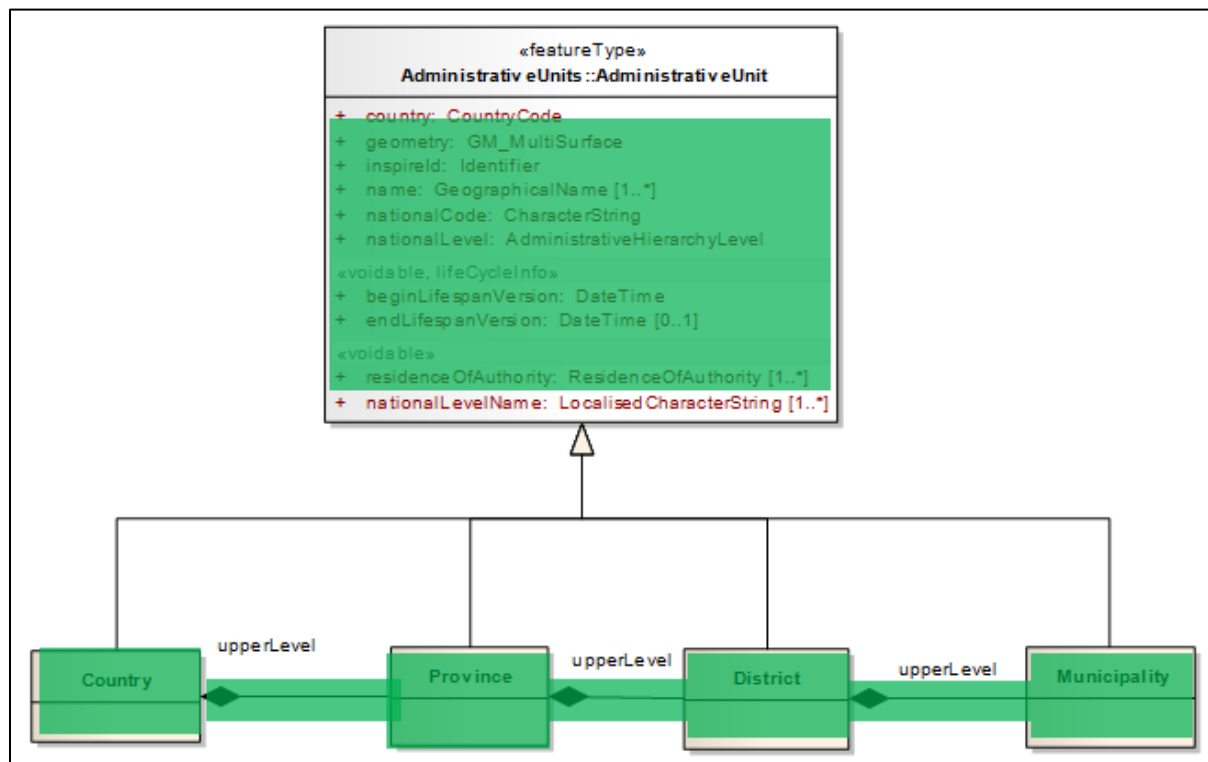 «featureType»
AdministrativeUnits::AdministrativeUnit
+ country: CountryCode
+ geometry: GM_MultiSurface
+ inspireId: Identifier
+ name: GeographicalName [1..*]
+ nationalCode: CharacterString
+ nationalLevel: AdministrativeHierarchyLevel
«voidable, lifeCycleInfo»
+ beginLifespanVersion: DateTime
+ endLifespanVersion: DateTime [0..1]
«voidable»
+ residenceOfAuthority: ResidenceOfAuthority [1..*]
+ nationalLevelName: LocalisedCharacterString [1..*]
upperLevel
upperLevel
upperLevel
Country
Province
District
Municipality